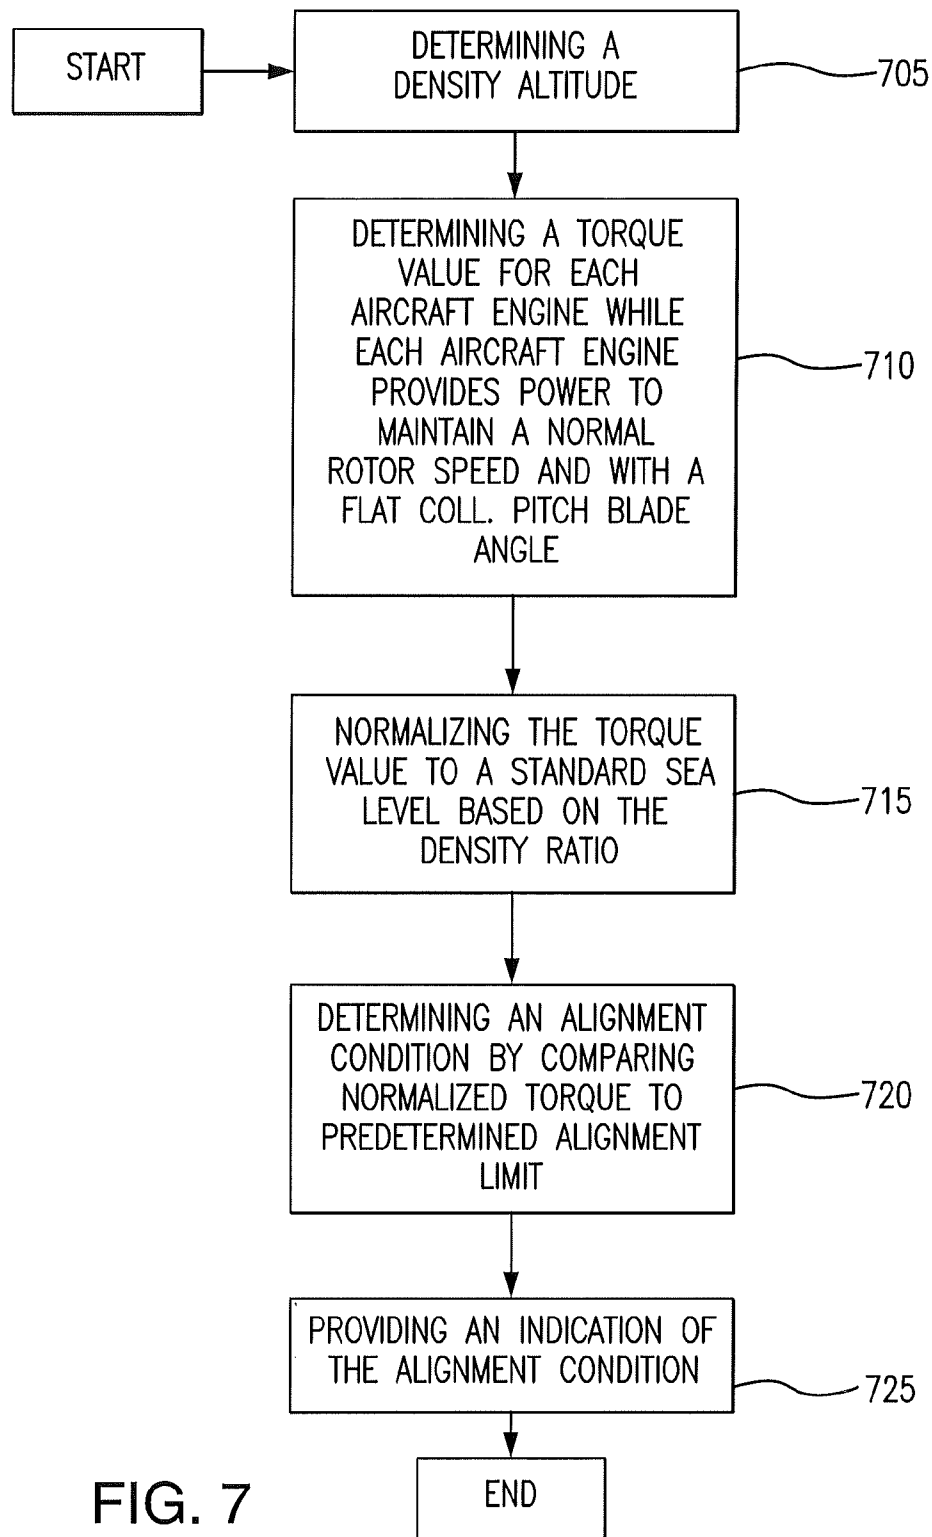 START
DETERMINING A
DENSITY ALTITUDE
705
DETERMINING A TORQUE
VALUE FOR EACH
AIRCRAFT ENGINE WHILE
EACH AIRCRAFT ENGINE
PROVIDES POWER TO
MAINTAIN A NORMAL
ROTOR SPEED AND WITH A
FLAT COLL. PITCH BLADE
ANGLE
710
NORMALIZING THE TORQUE
VALUE TO A STANDARD SEA
LEVEL BASED ON THE
DENSITY RATIO
715
DETERMINING AN ALIGNMENT
CONDITION BY COMPARING
NORMALIZED TORQUE TO
PREDETERMINED ALIGNMENT
LIMIT
720
PROVIDING AN INDICATION OF
THE ALIGNMENT CONDITION
725
END
FIG. 7